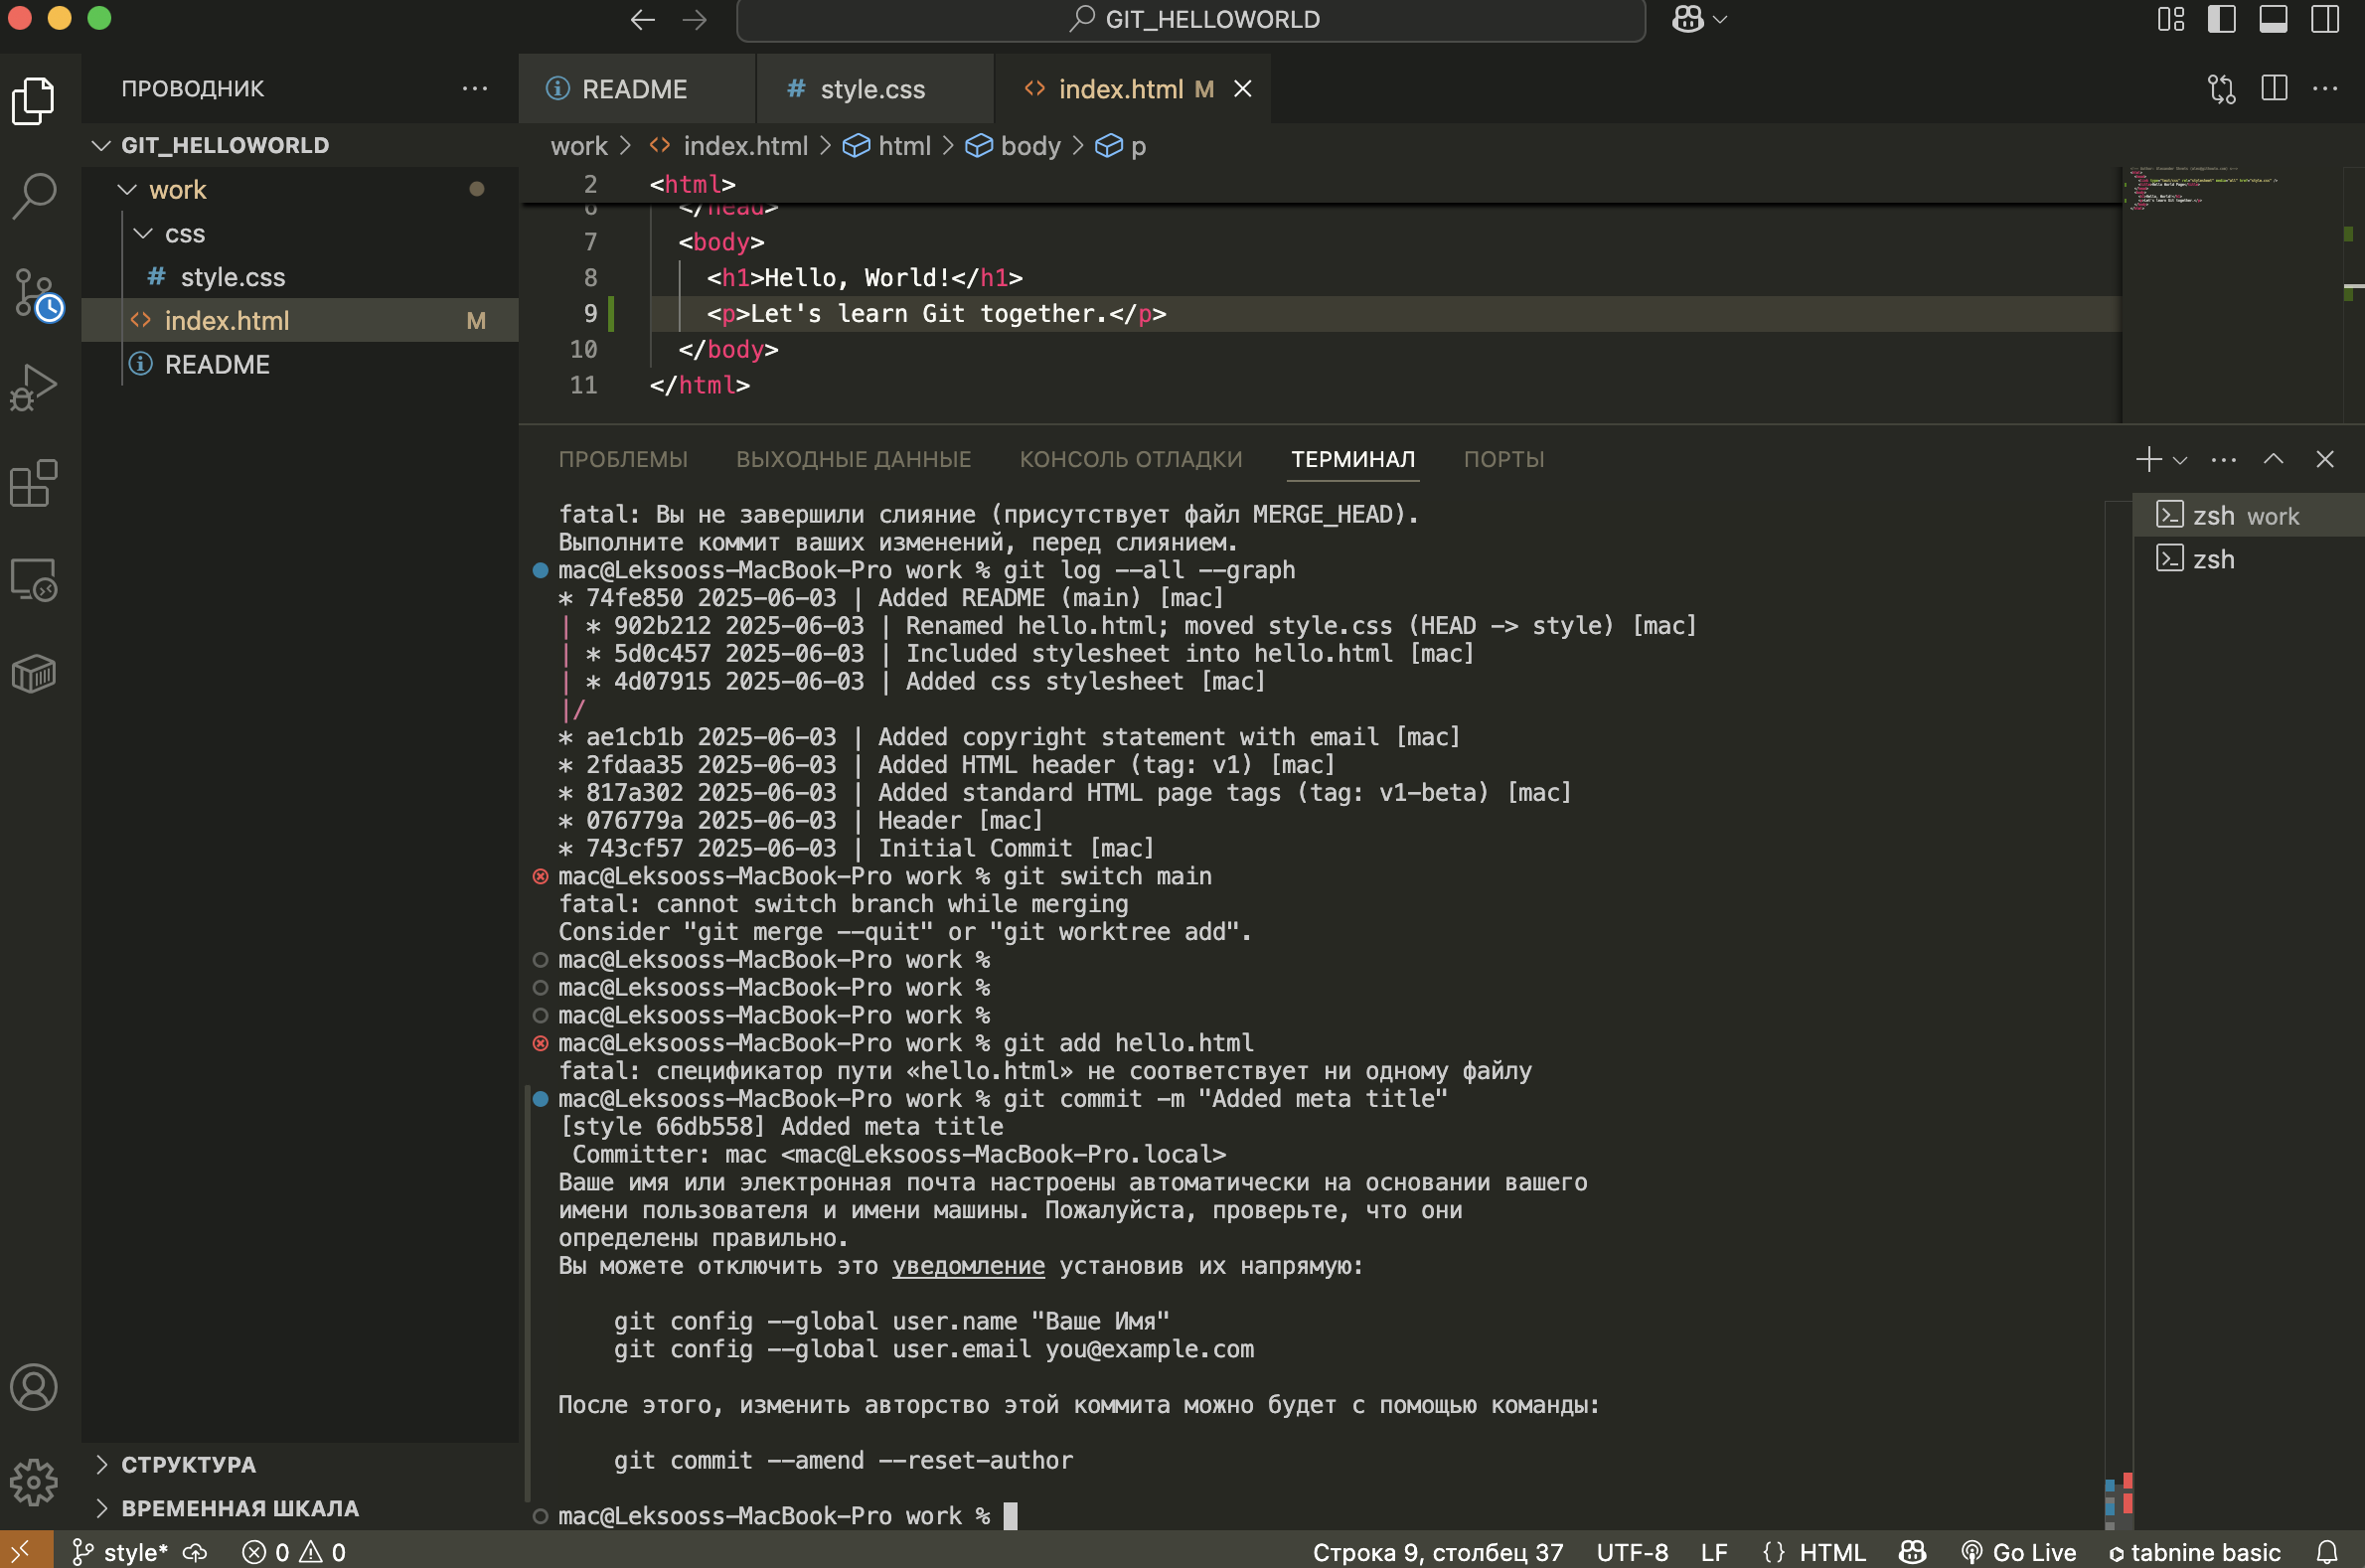 GIT_HELLOWORLD
ПРОВОДНИК
README
# style.css
index.html M
GIT_HELLOWORLD
work > index.html > html > body > p
work
css
# style.css
index.html M
README
2 <html>
6 </head>
7 <body>
8 <h1>Hello, World!</h1>
9 <p>Let's learn Git together.</p>
10 </body>
11 </html>
ПРОБЛЕМЫ ВЫХОДНЫЕ ДАННЫЕ КОНСОЛЬ ОТЛАДКИ ТЕРМИНАЛ ПОРТЫ
zsh work
zsh
fatal: Вы не завершили слияние (присутствует файл MERGE_HEAD).
Выполните коммит ваших изменений, перед слиянием.
mac@Leksooss-MacBook-Pro work % git log --all --graph
* 74fe850 2025-06-03 | Added README (main) [mac]
| * 902b212 2025-06-03 | Renamed hello.html; moved style.css (HEAD -> style) [mac]
| * 5d0c457 2025-06-03 | Included stylesheet into hello.html [mac]
| * 4d07915 2025-06-03 | Added css stylesheet [mac]
|/
* ae1cb1b 2025-06-03 | Added copyright statement with email [mac]
* 2fdaa35 2025-06-03 | Added HTML header (tag: v1) [mac]
* 817a302 2025-06-03 | Added standard HTML page tags (tag: v1-beta) [mac]
* 076779a 2025-06-03 | Header [mac]
* 743cf57 2025-06-03 | Initial Commit [mac]
mac@Leksooss-MacBook-Pro work % git switch main
fatal: cannot switch branch while merging
Consider "git merge --quit" or "git worktree add".
mac@Leksooss-MacBook-Pro work %
mac@Leksooss-MacBook-Pro work %
mac@Leksooss-MacBook-Pro work %
mac@Leksooss-MacBook-Pro work % git add hello.html
fatal: спецификатор пути «hello.html» не соответствует ни одному файлу
mac@Leksooss-MacBook-Pro work % git commit -m "Added meta title"
[style 66db558] Added meta title
Committer: mac <mac@Leksooss-MacBook-Pro.local>
Ваше имя или электронная почта настроены автоматически на основании вашего
имени пользователя и имени машины. Пожалуйста, проверьте, что они
определены правильно.
Вы можете отключить это уведомление установив их напрямую:
git config --global user.name "Ваше Имя"
git config --global user.email you@example.com
После этого, изменить авторство этой коммита можно будет с помощью команды:
git commit --amend --reset-author
mac@Leksooss-MacBook-Pro work %
СТРУКТУРА
ВРЕМЕННАЯ ШКАЛА
style* 0 0 Строка 9, столбец 37 UTF-8 LF {} HTML Go Live tabnine basic